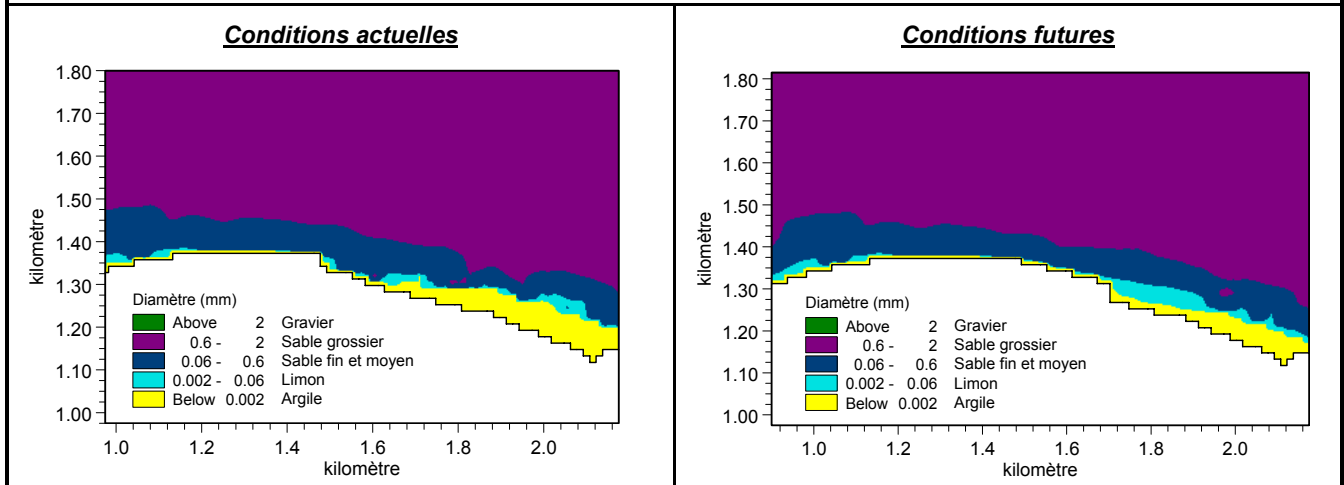 Conditions actuelles
1.80
1.70
1.60
1.50
1.40
1.30
1.20
1.10
1.00
kilomètre
Diamètre (mm)
Above 2 Gravier
0.6 - 2 Sable grossier
0.06 - 0.6 Sable fin et moyen
0.002 - 0.06 Limon
Below 0.002 Argile
1.0 1.2 1.4 1.6 1.8 2.0
kilomètre
Conditions futures
1.80
1.70
1.60
1.50
1.40
1.30
1.20
1.10
1.00
kilomètre
Diamètre (mm)
Above 2 Gravier
0.6 - 2 Sable grossier
0.06 - 0.6 Sable fin et moyen
0.002 - 0.06 Limon
Below 0.002 Argile
1.0 1.2 1.4 1.6 1.8 2.0
kilomètre